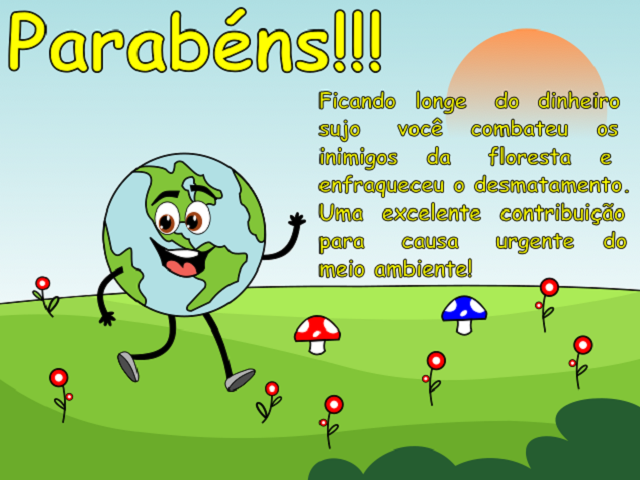 Parabéns!!!
Ficando longe do dinheiro
sujo você combateu os
inimigos da floresta e
enfraqueceu o desmatamento.
Uma excelente contribuição
para causa urgente do
meio ambiente!